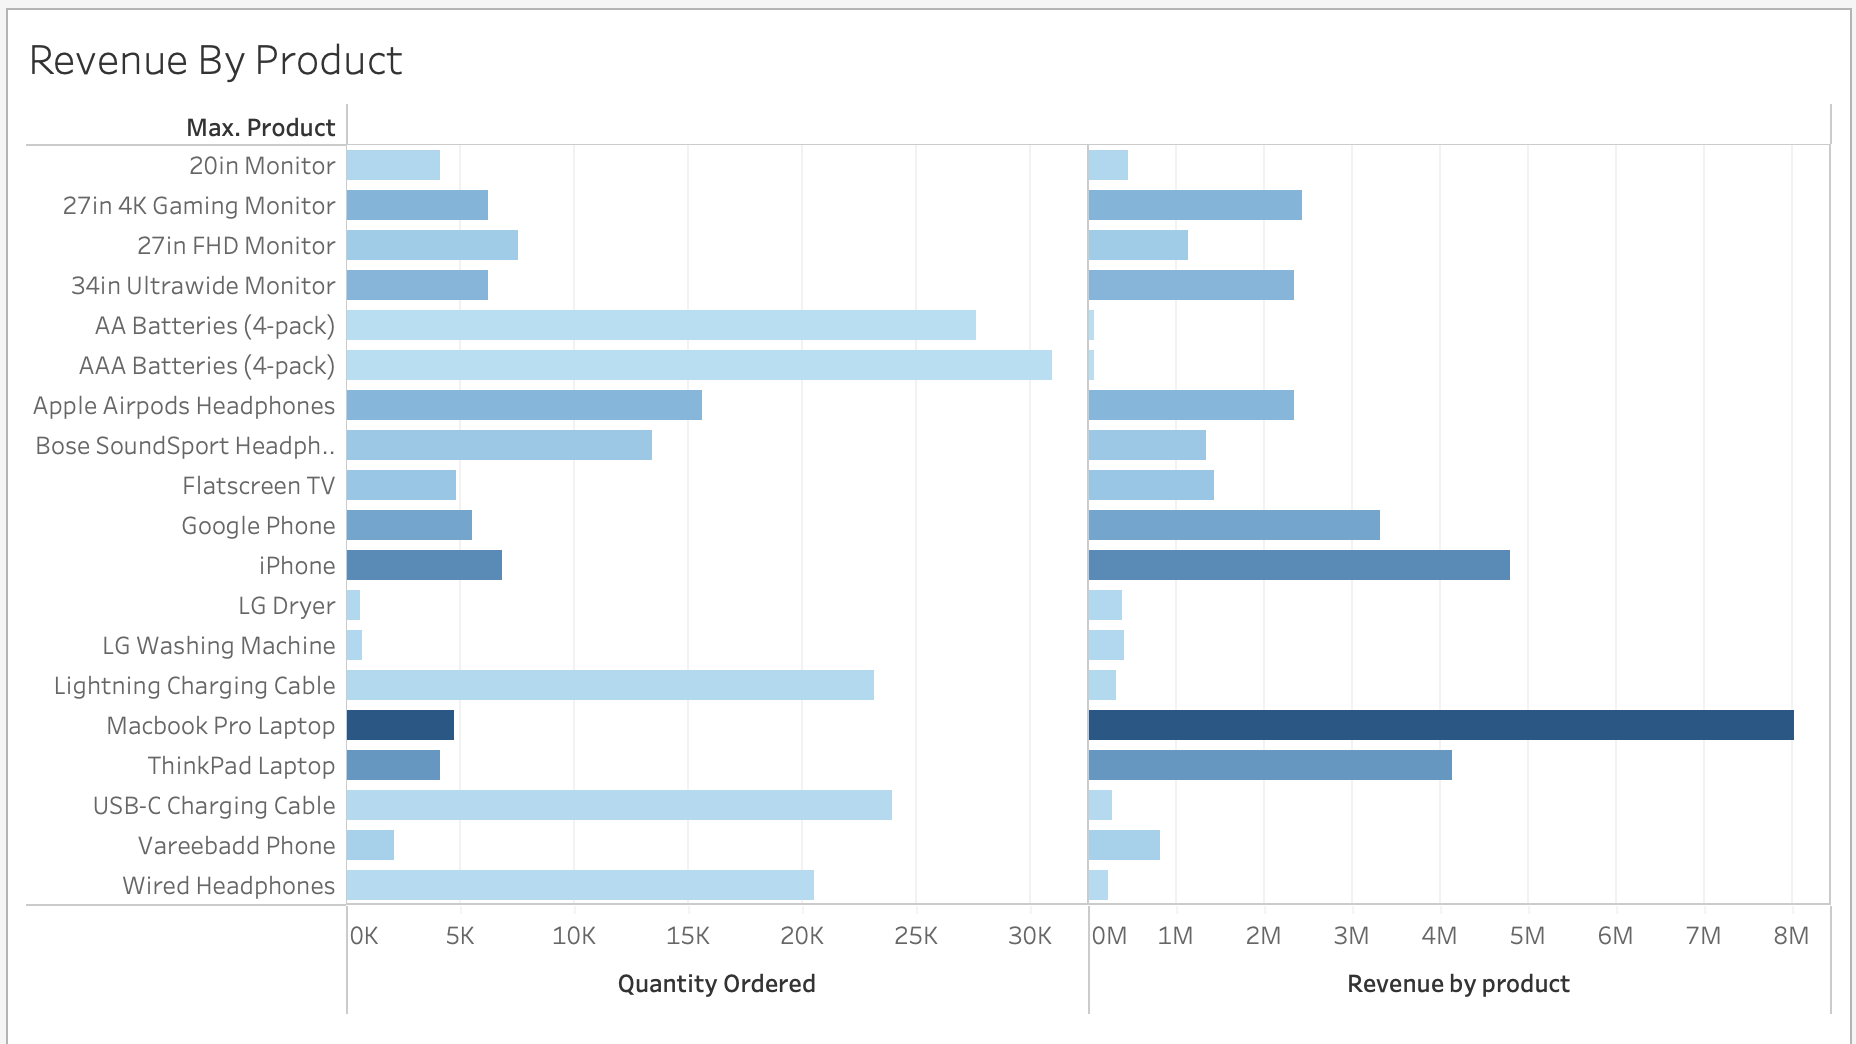 Revenue By Product
Max. Product
20in Monitor
27in 4K Gaming Monitor
27in FHD Monitor
34in Ultrawide Monitor
AA Batteries (4-pack)
AAA Batteries (4-pack)
Apple Airpods Headphones
Bose SoundSport Headph..
Flatscreen TV
Google Phone
iPhone
LG Dryer
LG Washing Machine
Lightning Charging Cable
Macbook Pro Laptop
ThinkPad Laptop
USB-C Charging Cable
Vareebadd Phone
Wired Headphones
0K 5K 10K 15K 20K 25K 30K 0M 1M 2M 3M 4M 5M 6M 7M 8M
Quantity Ordered Revenue by product